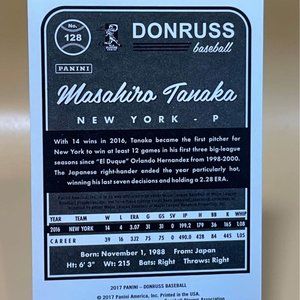 No.
128
DONRUSS
baseball
PANINI
Masahiro Tanaka
NEW YORK - P
With 14 wins in 2016, Tanaka became the first pitcher for
New York to win at least 12 games in his first three big-league
seasons since "El Duque" Orlando Hernandez from 1998-2000.
The Japanese right-hander ended the year particularly hot,
winning his last seven decisions and holding a 2.28 ERA.
YEAR TEAM W L ERA G SV IP H BB SO WHIP
2016 NEW YORK 14 4 3.07 31 0 199.2 179 36 165 1.08
CAREER 39 16 3.12 75 0 490 428 84 445 1.05
Born: November 1, 1988 From: Japan
Ht: 6' 3" Wt: 215 Bats: Right Throws: Right
2017 PANINI - DONRUSS BASEBALL
© 2017 Panini America, Inc. Printed in the USA.